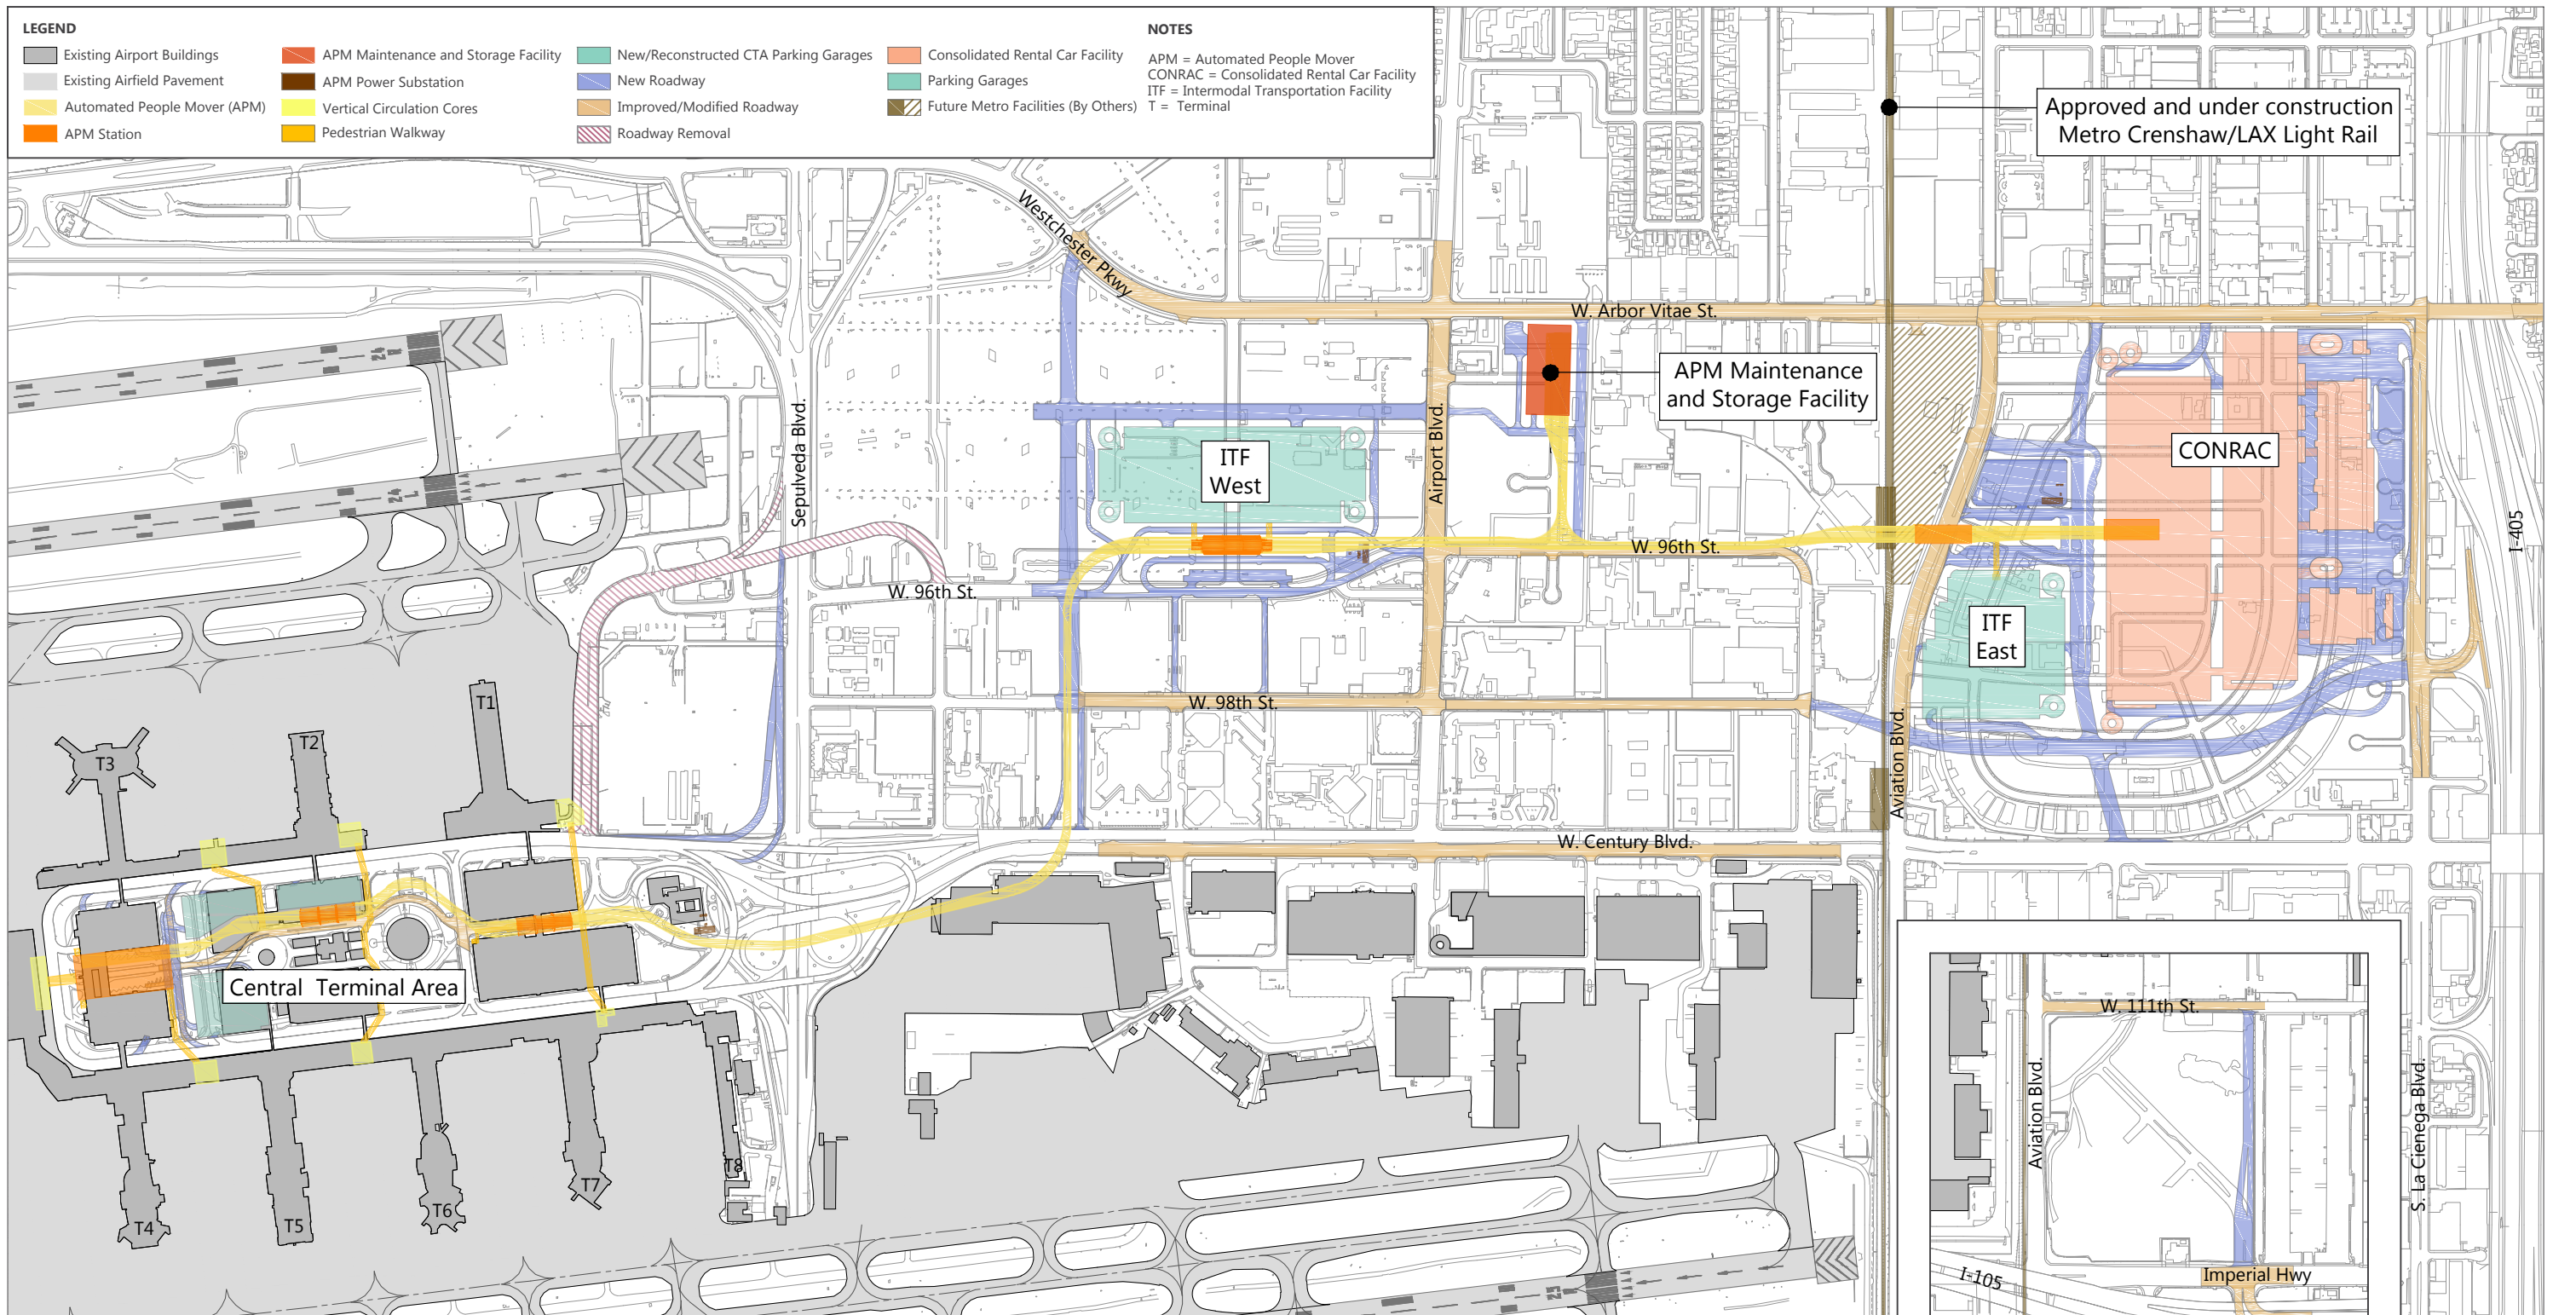 LEGEND
Existing Airport Buildings
Existing Airfield Pavement
Automated People Mover (APM)
APM Station
APM Maintenance and Storage Facility
APM Power Substation
Vertical Circulation Cores
Pedestrian Walkway
New/Reconstructed CTA Parking Garages
New Roadway
Improved/Modified Roadway
Roadway Removal
Consolidated Rental Car Facility
Parking Garages
Future Metro Facilities (By Others)
NOTES
APM = Automated People Mover
CONRAC = Consolidated Rental Car Facility
ITF = Intermodal Transportation Facility
T = Terminal
Approved and under construction
Metro Crenshaw/LAX Light Rail
Westchester Pkwy
W. Arbor Vitae St.
APM Maintenance
and Storage Facility
Sepulveda Blvd.
Airport Blvd.
ITF
West
CONRAC
I-405
W. 96th St.
W. 96th St.
ITF
East
W. 98th St.
Aviation Blvd.
W. Century Blvd.
T1
T2
T3
Central Terminal Area
T4
T5
T6
T7
T8
W. 111th St.
Aviation Blvd.
S. La Cienega Blvd.
I-105
Imperial Hwy